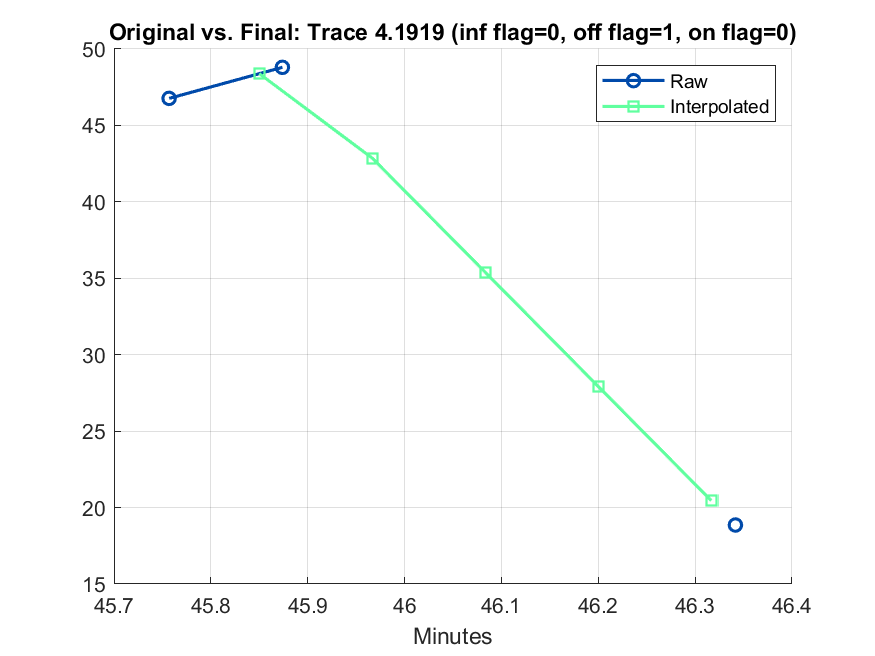 Original vs. Final: Trace 4.1919 (inf flag=0, off flag=1, on flag=0)
50
45
40
35
30
25
20
15
Raw
Interpolated
45.7 45.8 45.9 46 46.1 46.2 46.3 46.4
Minutes